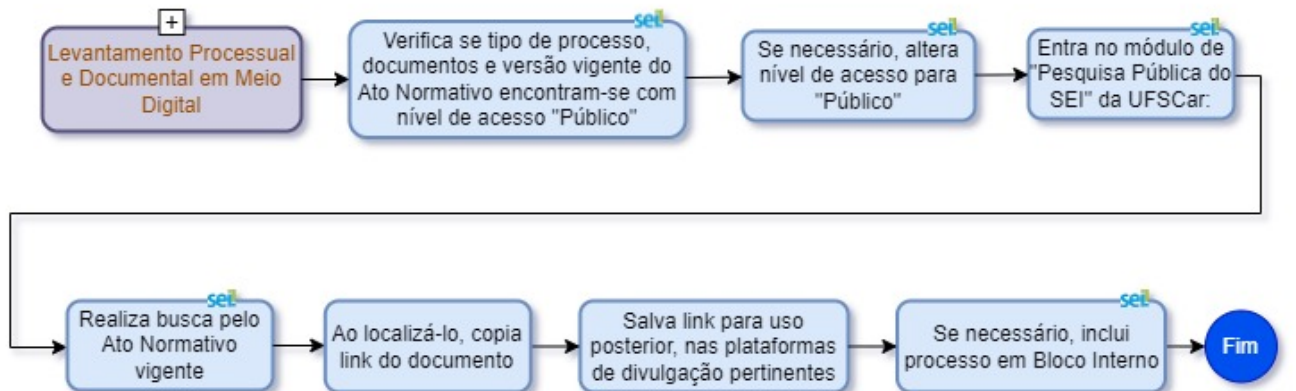 +
Levantamento Processual
e Documental em Meio
Digital
sei!
Verifica se tipo de processo,
documentos e versão vigente do
Ato Normativo encontram-se com
nível de acesso "Público"
sei!
Se necessário, altera
nível de acesso para
"Público"
sei!
Entra no módulo de
"Pesquisa Pública do
SEI" da UFSCar:
sei!
Realiza busca pelo
Ato Normativo
vigente
Ao localizá-lo, copia
link do documento
Salva link para uso
posterior, nas plataformas
de divulgação pertinentes
sei!
Se necessário, inclui
processo em Bloco Interno
Fim